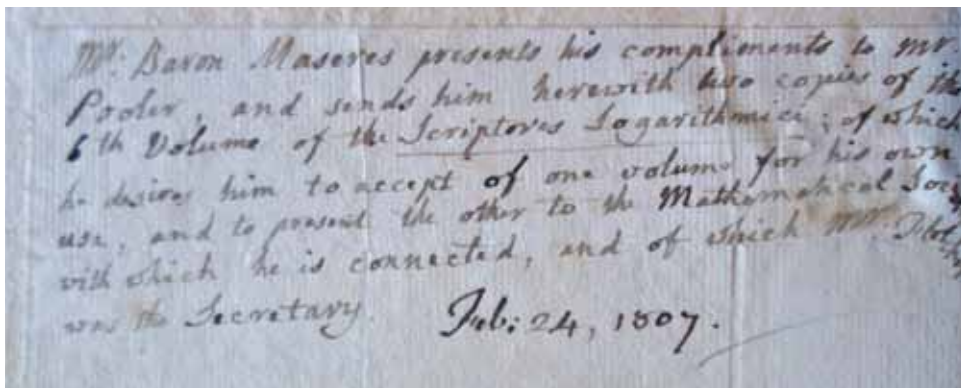 Mr. Baron Maseres presents his compliments to Mr.
Pooler, and sends him herewith two copies of the
6th Volume of the Scriptores Logarithmici; of which
he desires him to accept of one volume for his own
use, and to present the other to the Mathematical
with which he is connected, and of which Mr.
was the Secretary. Feb: 24, 1807.